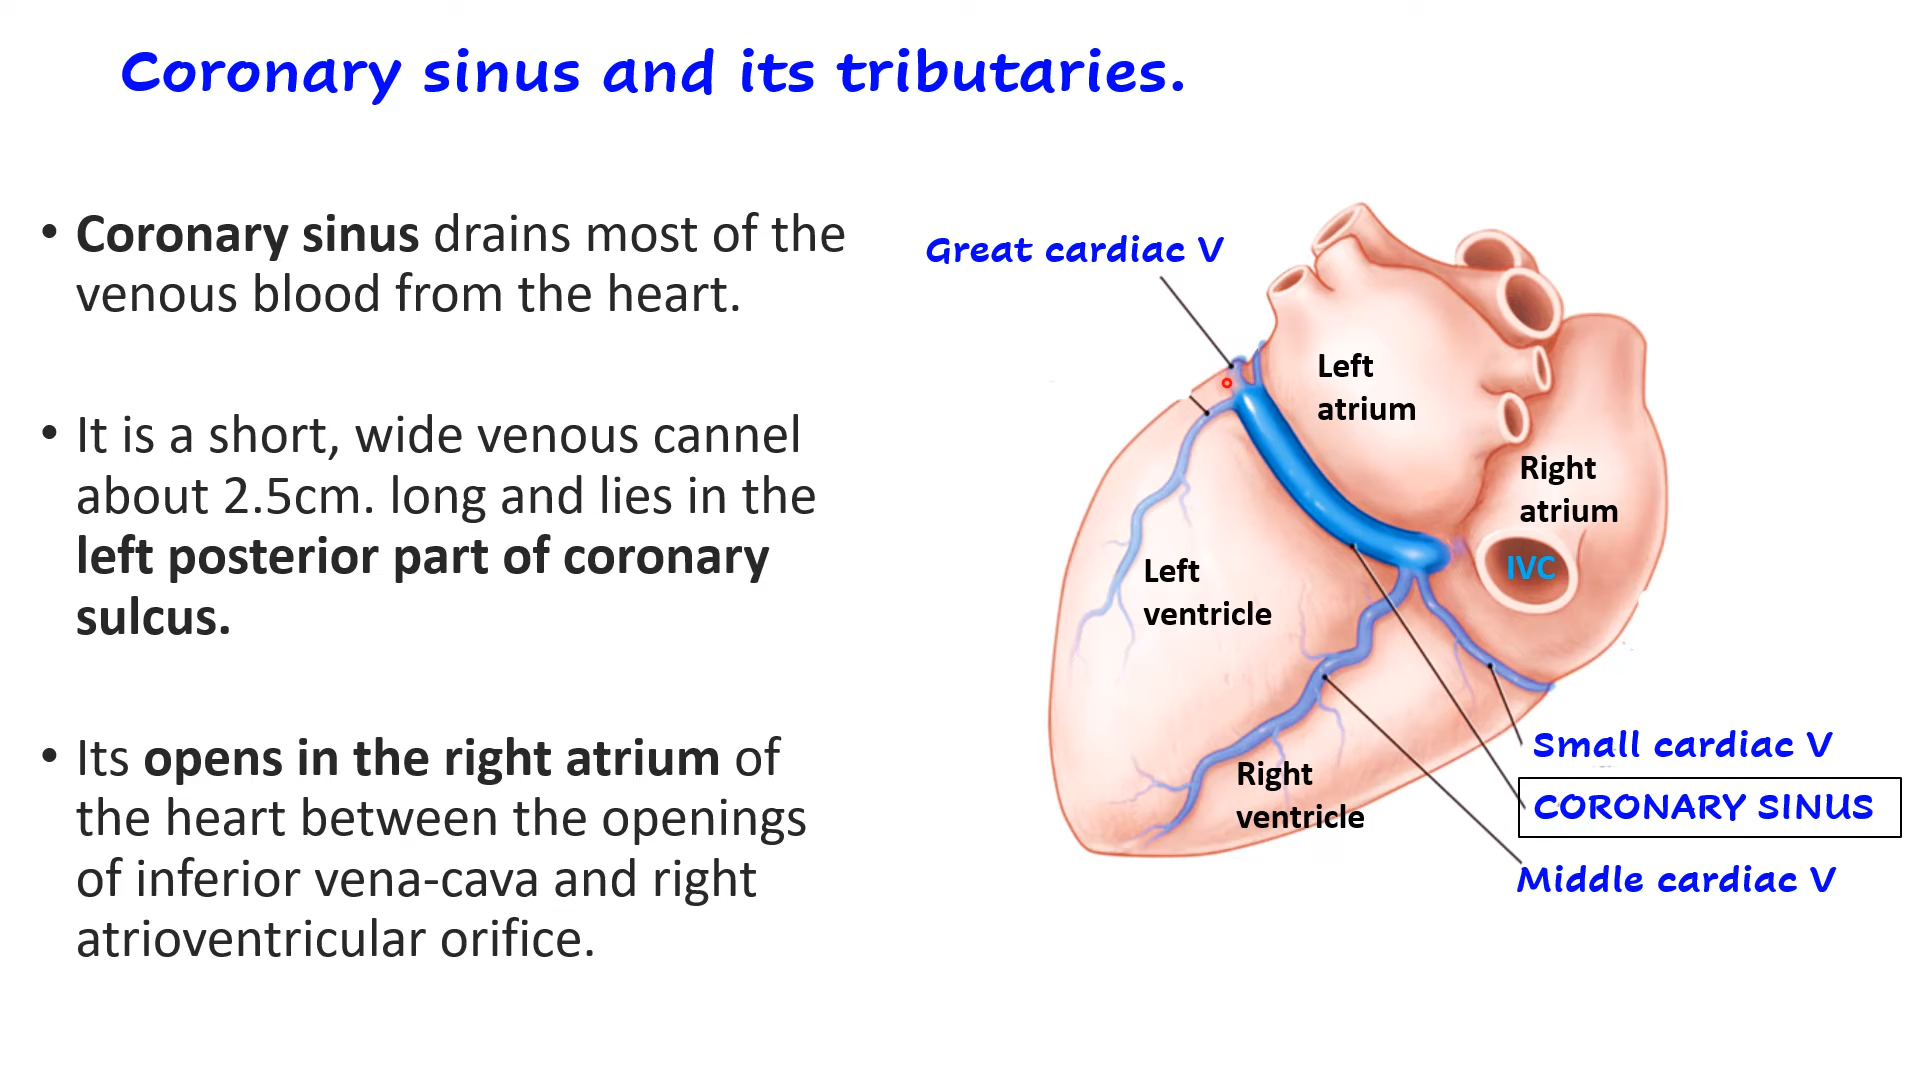 Coronary sinus and its tributaries.
• Coronary sinus drains most of the
venous blood from the heart.
• It is a short, wide venous cannel
about 2.5cm. long and lies in the
left posterior part of coronary
sulcus.
• Its opens in the right atrium of
the heart between the openings
of inferior vena-cava and right
atrioventricular orifice.
Great cardiac V
Left
atrium
Right
atrium
IVC
Left
ventricle
Right
ventricle
Small cardiac V
CORONARY SINUS
Middle cardiac V